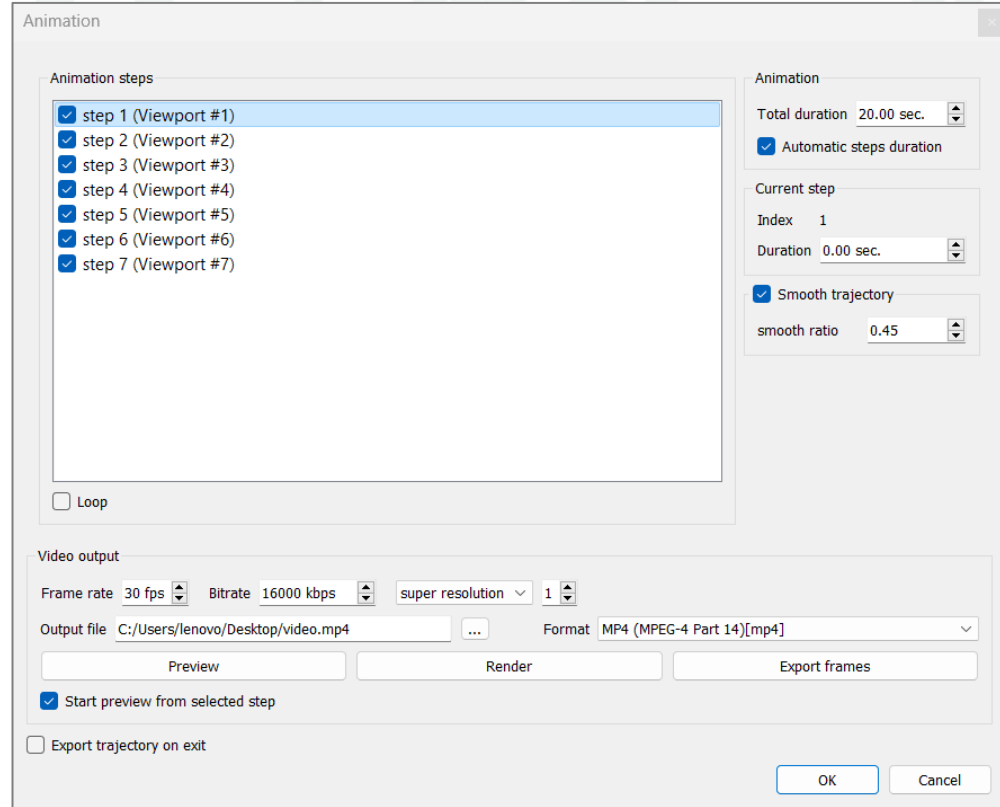 Animation
Animation steps
step 1 (Viewport #1)
step 2 (Viewport #2)
step 3 (Viewport #3)
step 4 (Viewport #4)
step 5 (Viewport #5)
step 6 (Viewport #6)
step 7 (Viewport #7)
Loop
Animation
Total duration 20.00 sec.
Automatic steps duration
Current step
Index 1
Duration 0.00 sec.
Smooth trajectory
smooth ratio 0.45
Video output
Frame rate 30 fps Bitrate 16000 kbps super resolution 1
Output file C:/Users/lenovo/Desktop/video.mp4 ... Format MP4 (MPEG-4 Part 14)[mp4]
Preview Render Export frames
Start preview from selected step
Export trajectory on exit
OK Cancel